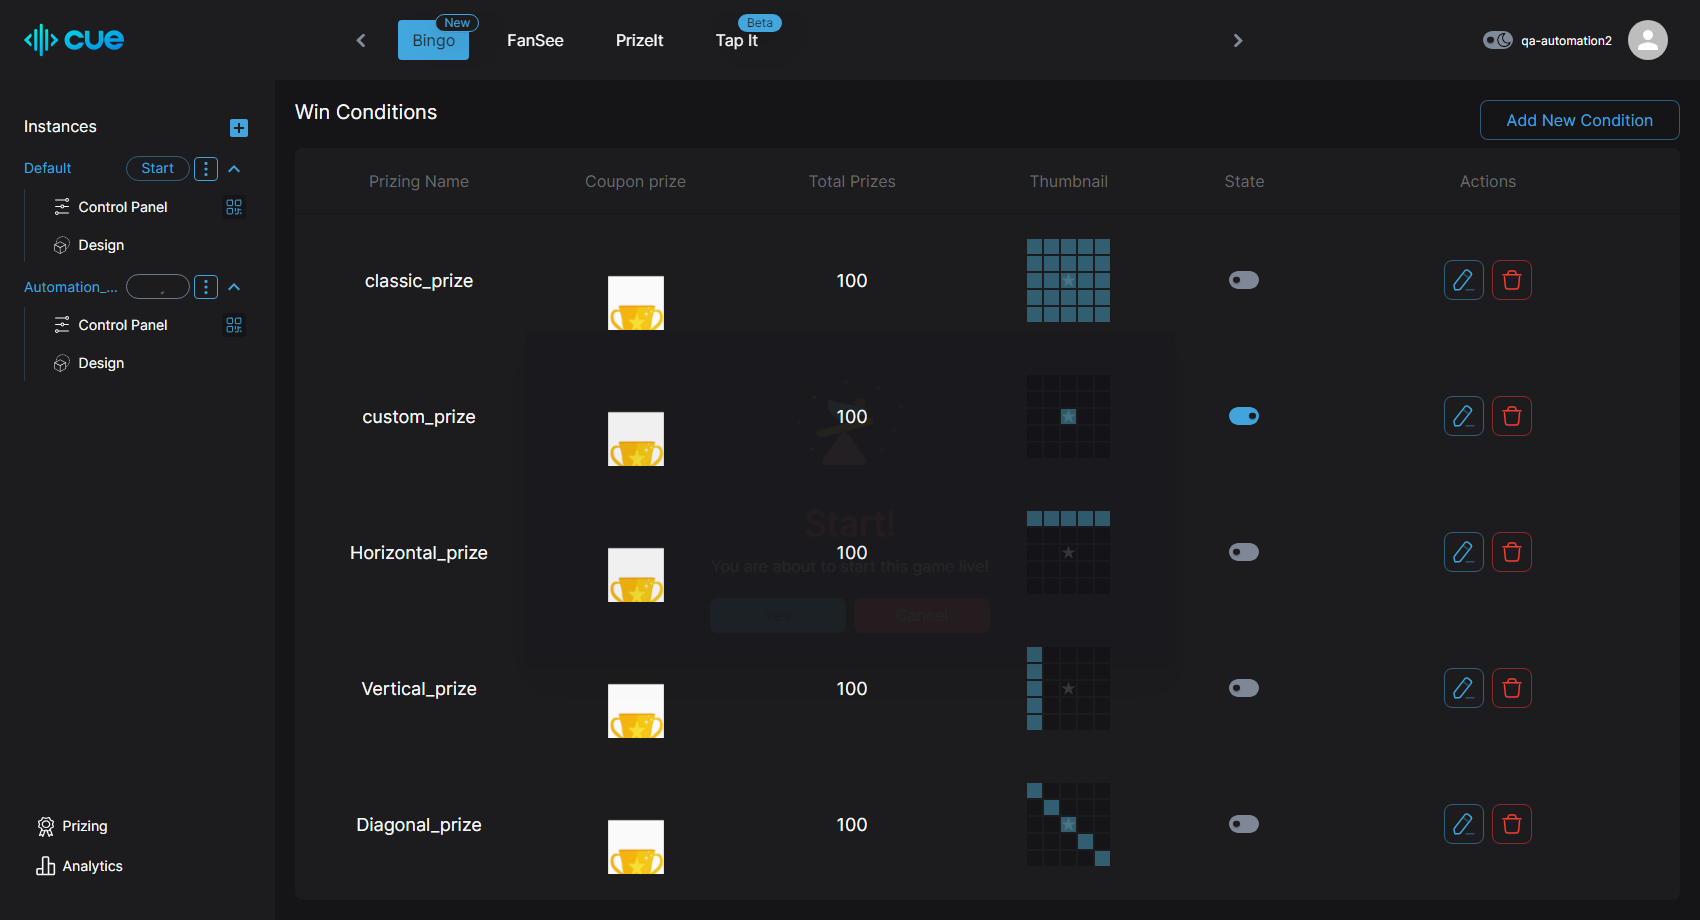 cue
New
Bingo
FanSee
PrizeIt
Beta
Tap It
qa-automation2
Instances
Default
Start
Control Panel
Design
Automation_...
Control Panel
Design
Prizing
Analytics
Win Conditions
Add New Condition
Prizing Name Coupon prize Total Prizes Thumbnail State Actions
classic_prize 100
custom_prize 100
Start!
Horizontal_prize 100
You are about to start this game live!
Cancel
Vertical_prize 100
Diagonal_prize 100